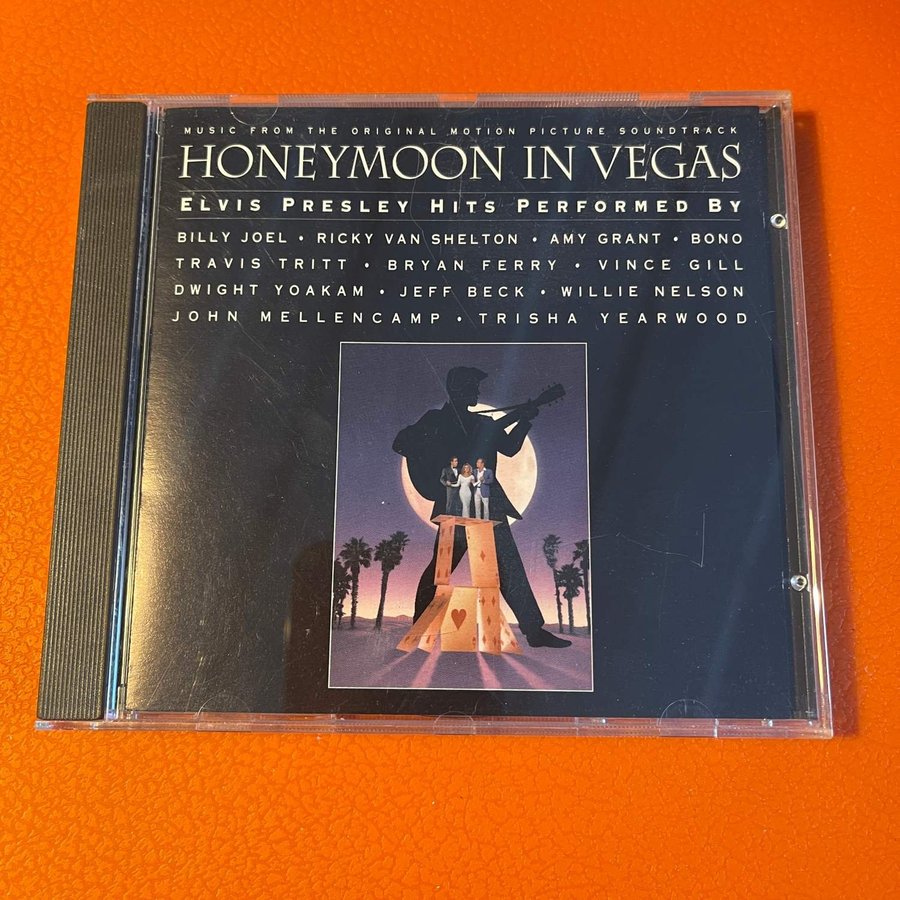 MUSIC FROM THE ORIGINAL MOTION PICTURE SOUNDTRACK
HONEYMOON IN VEGAS
ELVIS PRESLEY HITS PERFORMED BY
BILLY JOEL • RICKY VAN SHELTON • AMY GRANT • BONO
TRAVIS TRITT • BRYAN FERRY • VINCE GILL
DWIGHT YOAKAM • JEFF BECK • WILLIE NELSON
JOHN MELLENCAMP • TRISHA YEARWOOD